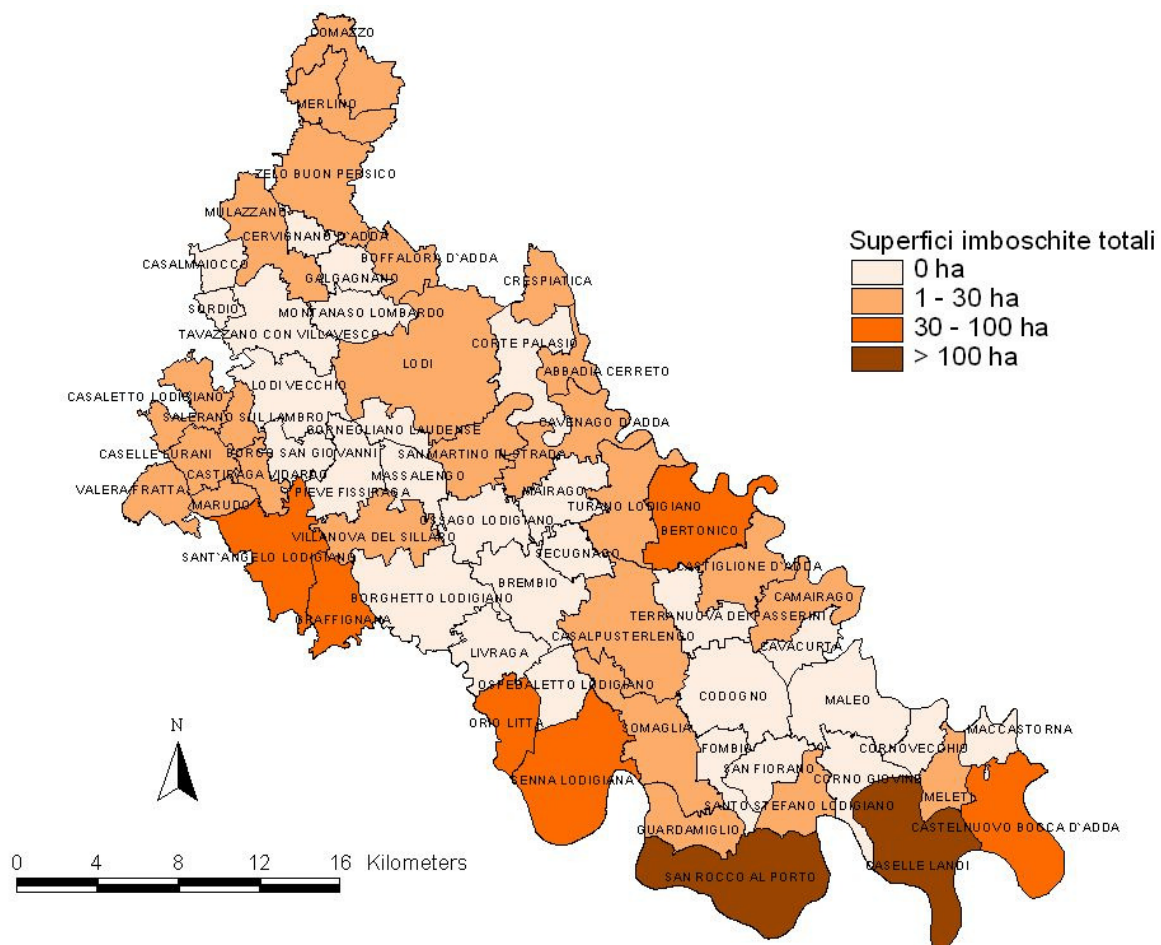 COMAZZO
MERLINO
ZELO BUON PERSICO
MULAZZANO
CERVIGNANO D'ADDA
Superfici imboschite totali
0 ha
1 - 30 ha
30 - 100 ha
> 100 ha
CASALMAIOCCO
BOFFALORA D'ADDA
GALGAGNANO
CRESPIATICA
SORDIO
MONTANASO LOMBARDO
TAVAZZANO CON VILLAVESCO
CORTE PALASIO
LODI
ABBADIA CERRETO
LODI VECCHIO
CASALETTO LODIGIANO
SALERANO SUL LAMBRO
CORNEGLIANO LAUDENSE
CAVENAGO D'ADDA
CASELLE LURANI
BORGO SAN GIOVANNI
SAN MARTINO IN STRADA
CASTIRAGA VIDARDO
MASSALENGO
VALERA FRATTA
PIEVE FISSIRAGA
MAIRAGO
MARUDO
TURANO LODIGIANO
OSSAGO LODIGIANO
BERTONICO
VILLANOVA DEL SILLARO
SANT'ANGELO LODIGIANO
SECUGNAGO
CASTIGLIONE D'ADDA
BREMBIO
BORGHETTO LODIGIANO
CAMAIRAGO
GRAFFIGNANA
TERRANUOVA DEI PASSERINI
CASALPUSTERLENGO
CAVACURTA
LIVRAGA
OSPEDALETTO LODIGIANO
CODOGNO
MALEO
ORIO LITTA
SOMAGLIA
MACCASTORNA
FOMBIO
CORNOVECCHIO
SAN FIORANO
SENNA LODIGIANA
CORNO GIOVINE
MELETI
SANTO STEFANO LODIGIANO
GUARDAMIGLIO
CASTELNUOVO BOCCA D'ADDA
CASELLE LANDI
SAN ROCCO AL PORTO
N
0 4 8 12 16 Kilometers